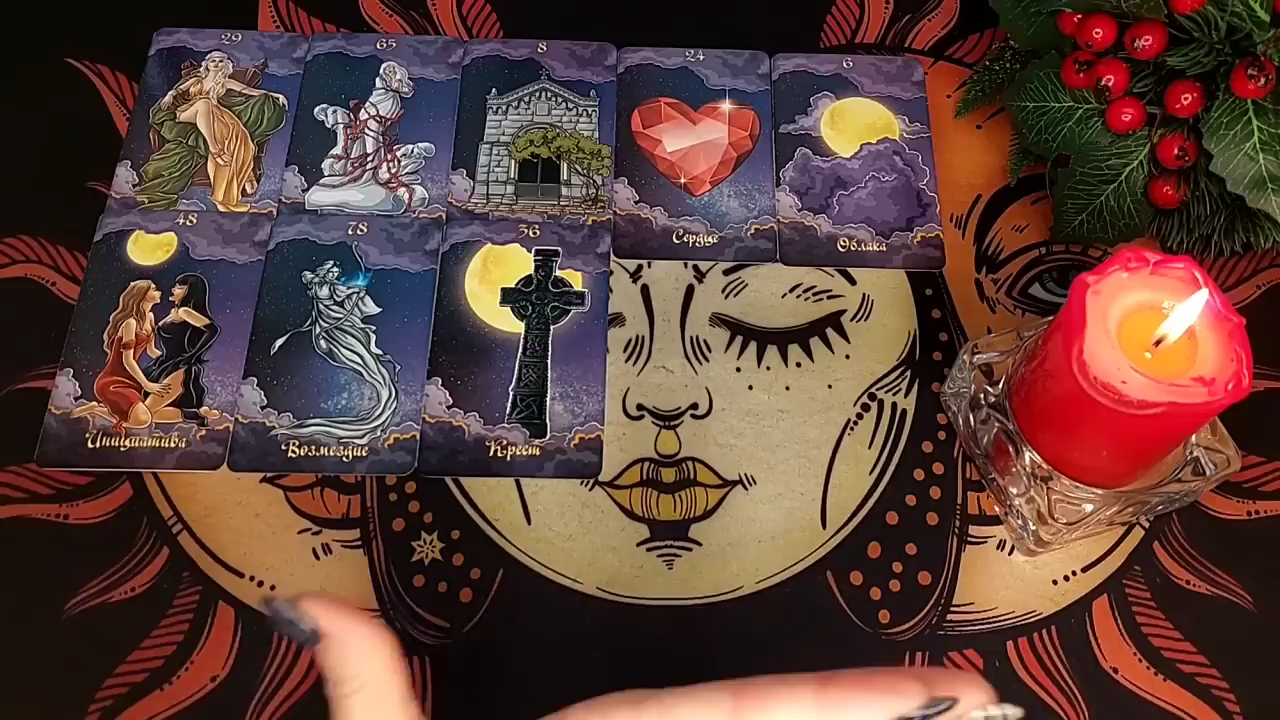 29
65
8
24
6
Сердце
Облака
48
78
36
Инициатива
Возмездие
Крест